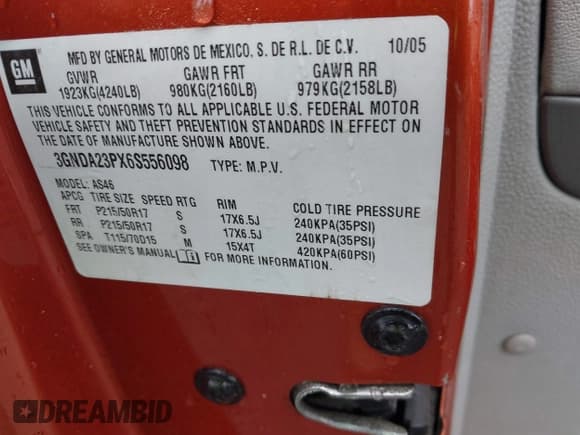 GM
MFD BY GENERAL MOTORS DE MEXICO, S. DE R.L. DE C.V. 10/05
GVWR GAWR FRT GAWR RR
1923KG(4240LB) 980KG(2160LB) 979KG(2158LB)
THIS VEHICLE CONFORMS TO ALL APPLICABLE U.S. FEDERAL MOTOR
VEHICLE SAFETY AND THEFT PREVENTION STANDARDS IN EFFECT ON
THE DATE OF MANUFACTURE SHOWN ABOVE.
3GNDA23PX6S556098 TYPE: M.P.V.
MODEL: AS46
APCG TIRE SIZE SPEED RTG RIM COLD TIRE PRESSURE
FRT P215/50R17 S 17X6.5J 240KPA(35PSI)
RR P215/50R17 S 17X6.5J 240KPA(35PSI)
SPA T115/70D15 M 15X4T 420KPA(60PSI)
SEE OWNER'S MANUAL FOR MORE INFORMATION.
DREAMBID